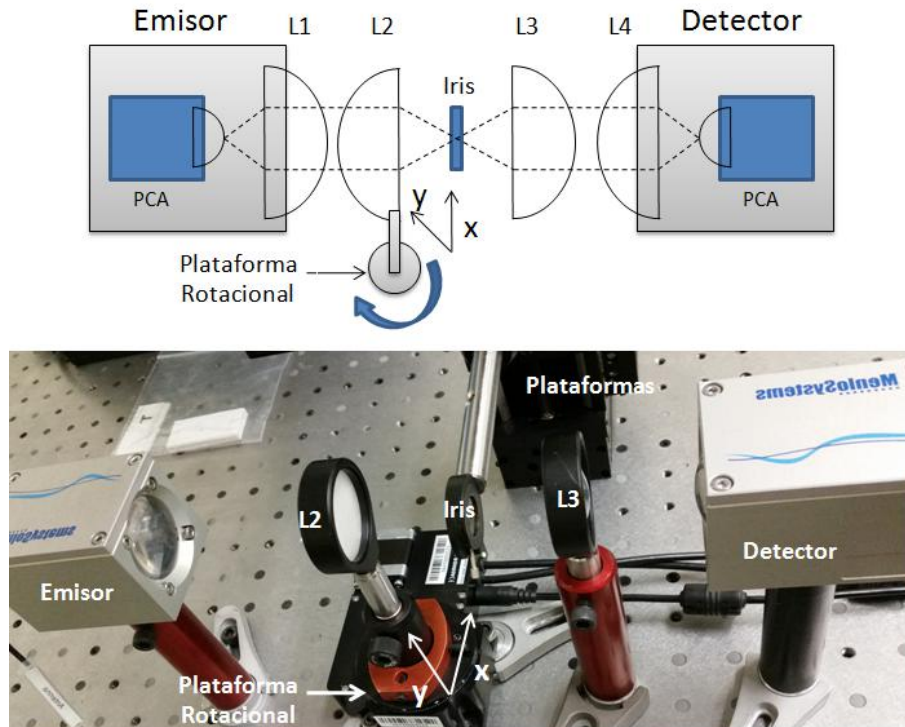 Emisor
L1
L2
L3
L4
Detector
Iris
PCA
PCA
y
x
Plataforma
Rotacional
Plataformas
MenloSystems
L2
Iris
L3
Emisor
Detector
Plataforma
Rotacional
y
x